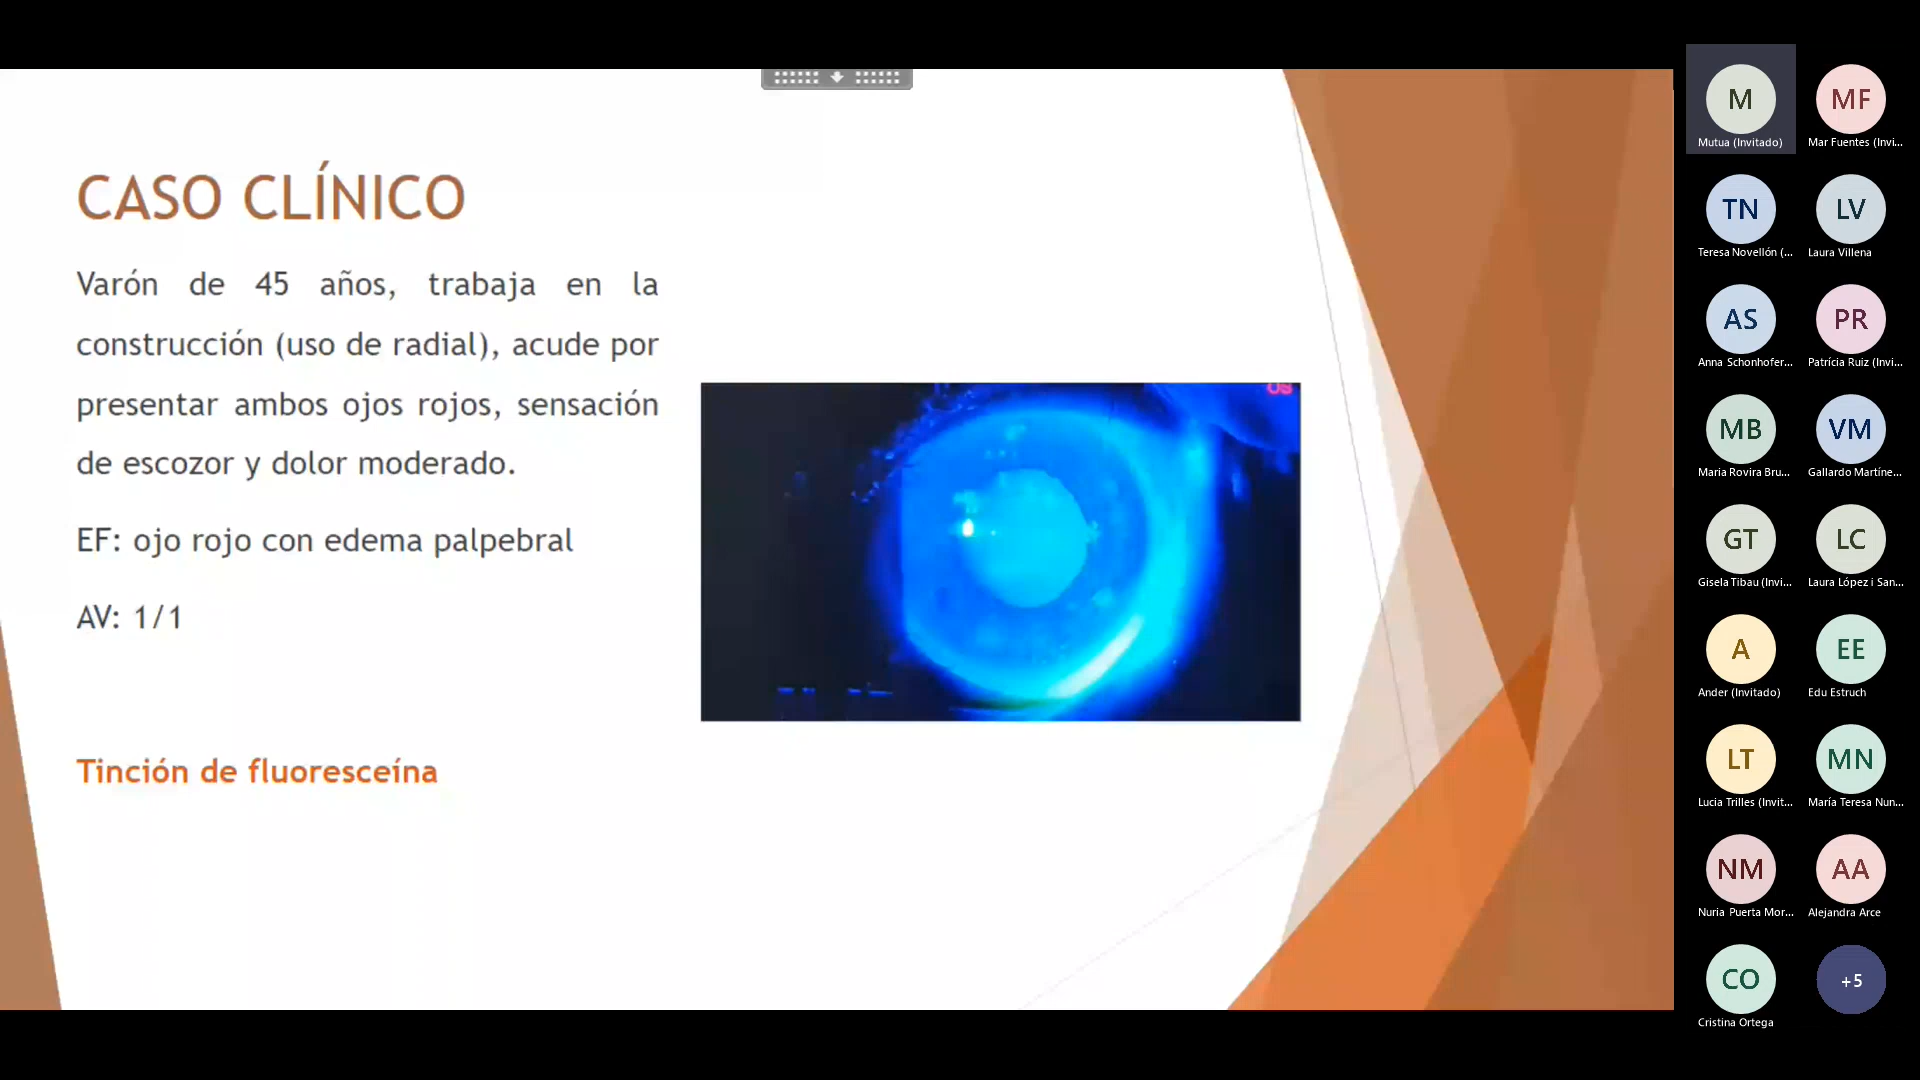 CASO CLÍNICO
Varón de 45 años, trabaja en la
construcción (uso de radial), acude por
presentar ambos ojos rojos, sensación
de escozor y dolor moderado.
EF: ojo rojo con edema palpebral
AV: 1/1
Tinción de fluoresceína
M
Mutua (Invitado)
MF
Mar Fuentes (Invi...
TN
Teresa Novellón (...
LV
Laura Villena
AS
Anna Schonhofer...
PR
Patrícia Ruiz (Invi...
MB
Maria Rovira Bru...
VM
Gallardo Martíne...
GT
Gisela Tibau (Invi...
LC
Laura López i San...
A
Ander (Invitado)
EE
Edu Estruch
LT
Lucia Trilles (Invit...
MN
María Teresa Nun...
NM
Nuria Puerta Mor...
AA
Alejandra Arce
CO
Cristina Ortega
+5